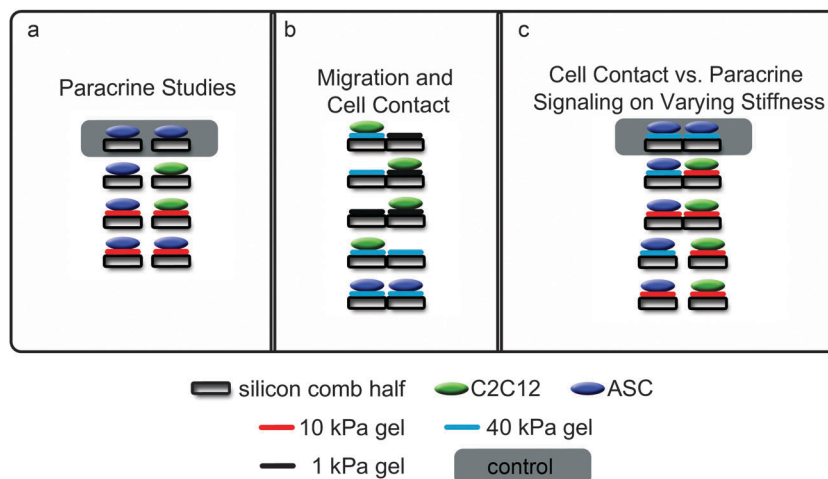 a
Paracrine Studies
b
Migration and
Cell Contact
c
Cell Contact vs. Paracrine
Signaling on Varying Stiffness
silicon comb half
C2C12
ASC
10 kPa gel
40 kPa gel
1 kPa gel
control